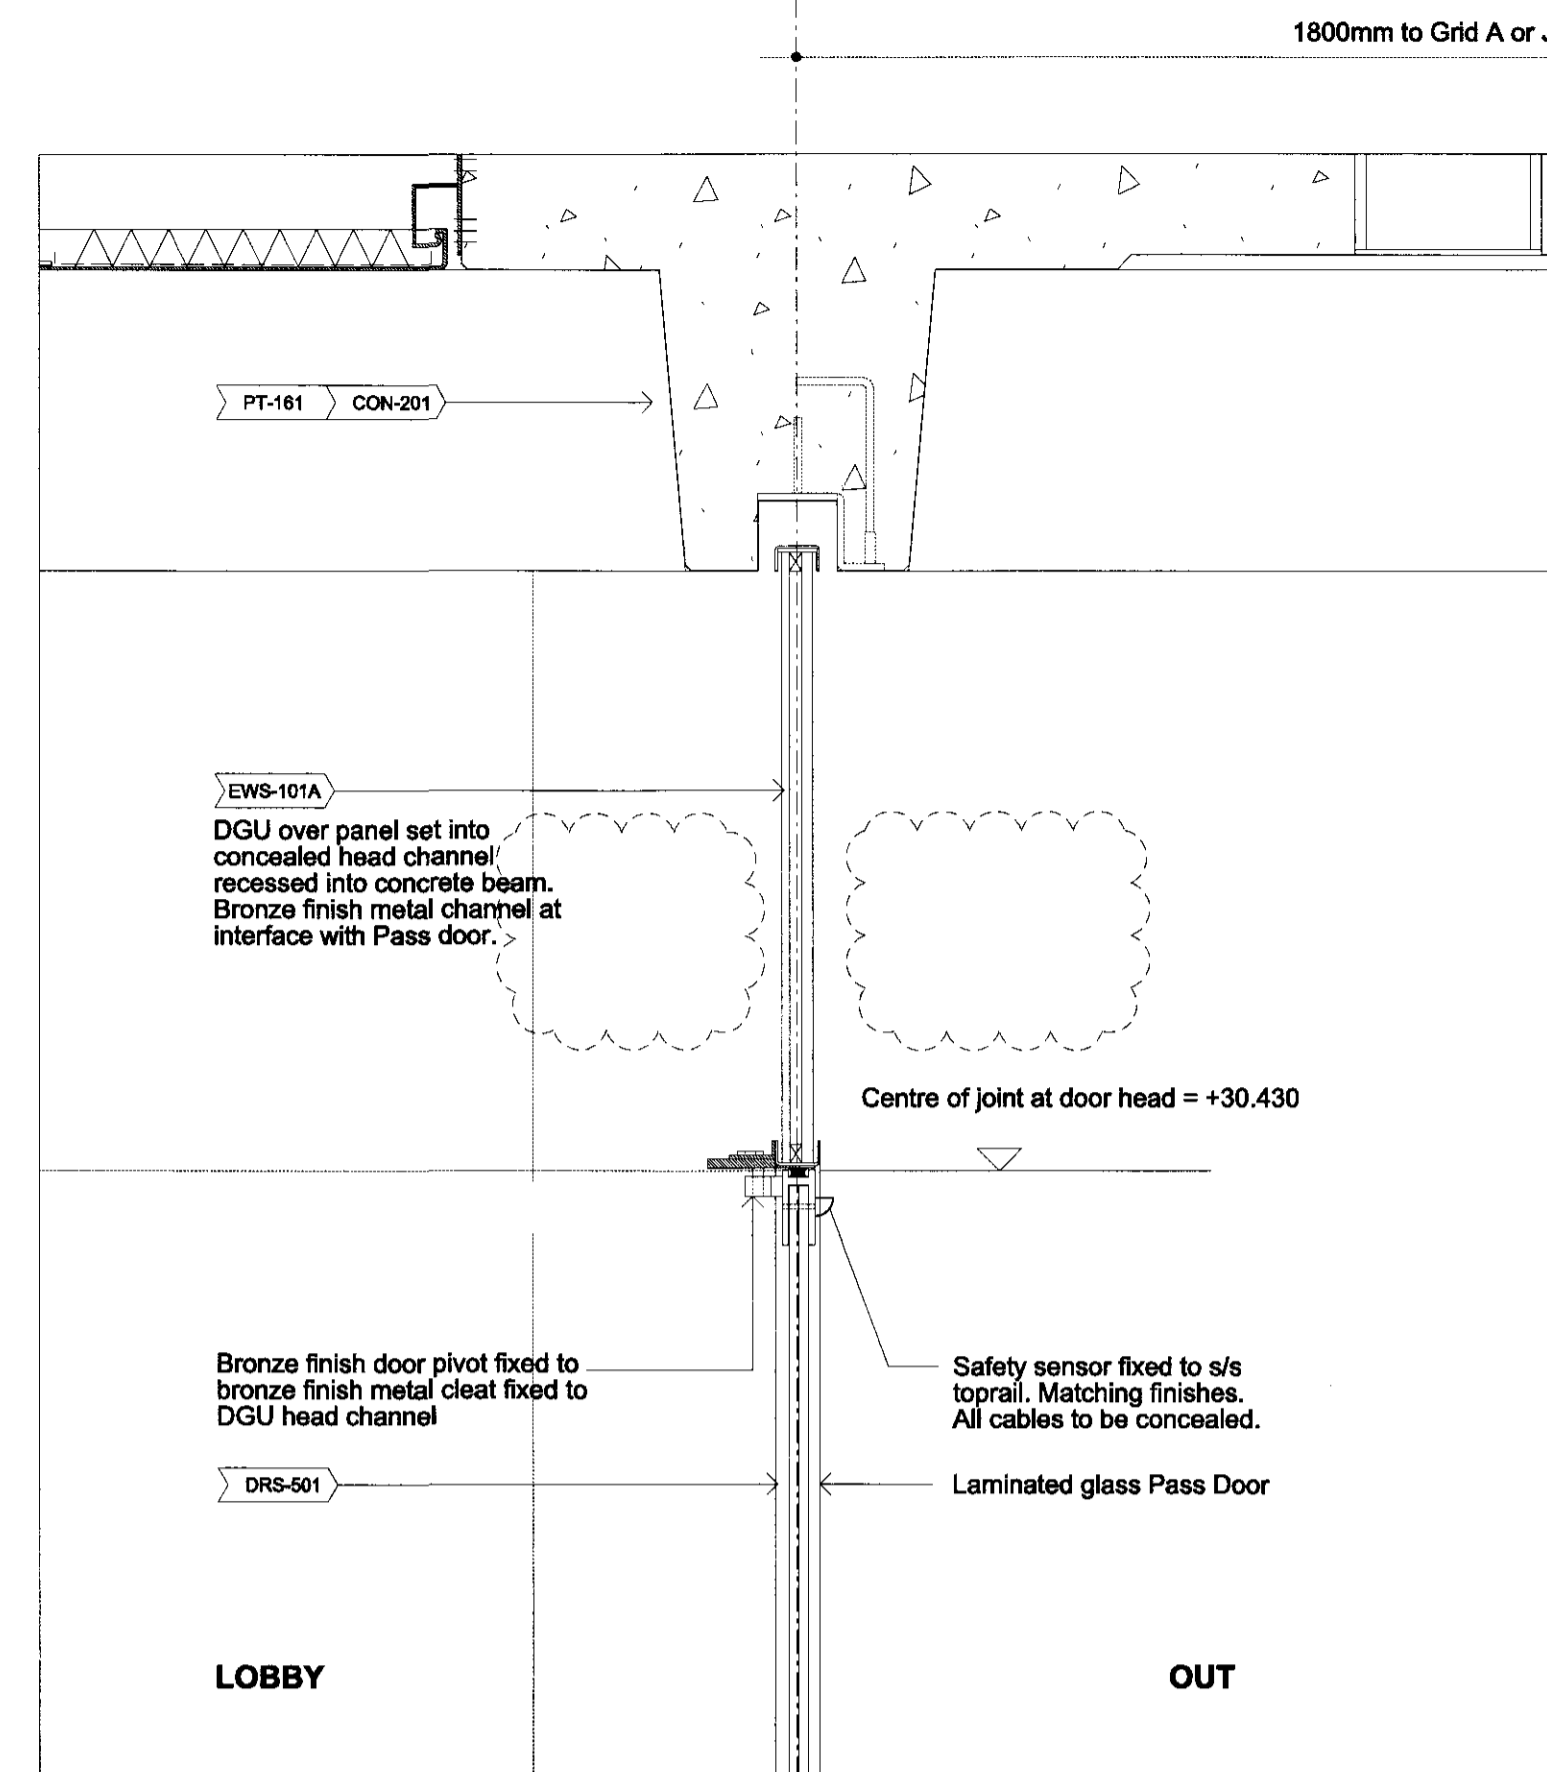 1800mm to Grid A or
PT-161 CON-201
EWS-101A
DGU over panel set into
concealed head channel
recessed into concrete beam.
Bronze finish metal channel at
interface with Pass door.
Centre of joint at door head = +30.430
Bronze finish door pivot fixed to
bronze finish metal cleat fixed to
DGU head channel
Safety sensor fixed to s/s
toprail. Matching finishes.
All cables to be concealed.
DRS-501
Laminated glass Pass Door
LOBBY
OUT